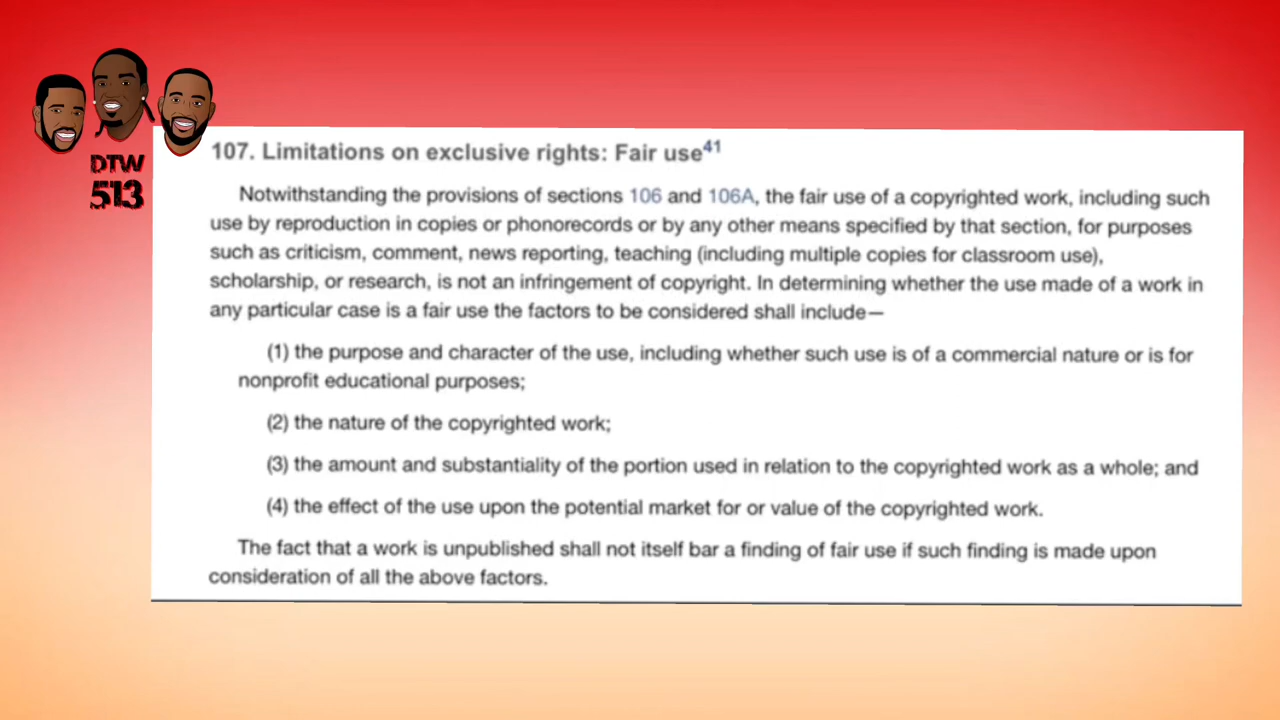 DTW
513
107. Limitations on exclusive rights: Fair use41
Notwithstanding the provisions of sections 106 and 106A, the fair use of a copyrighted work, including such
use by reproduction in copies or phonorecords or by any other means specified by that section, for purposes
such as criticism, comment, news reporting, teaching (including multiple copies for classroom use),
scholarship, or research, is not an infringement of copyright. In determining whether the use made of a work in
any particular case is a fair use the factors to be considered shall include—
(1) the purpose and character of the use, including whether such use is of a commercial nature or is for
nonprofit educational purposes;
(2) the nature of the copyrighted work;
(3) the amount and substantiality of the portion used in relation to the copyrighted work as a whole; and
(4) the effect of the use upon the potential market for or value of the copyrighted work.
The fact that a work is unpublished shall not itself bar a finding of fair use if such finding is made upon
consideration of all the above factors.